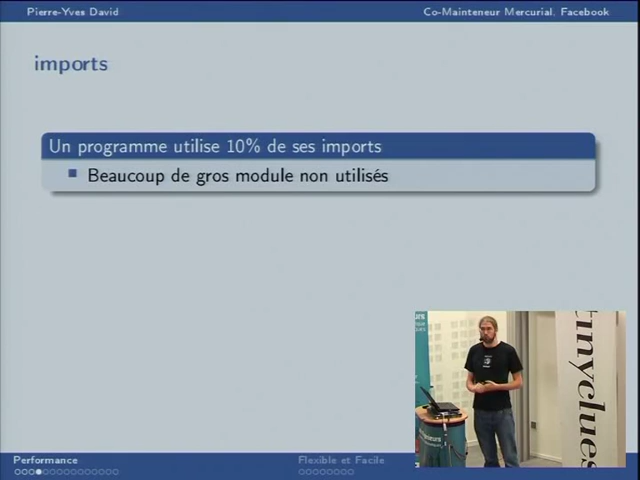 Pierre-Yves David
Co-Mainteneur Mercurial, Facebook
imports
Un programme utilise 10% de ses imports
Beaucoup de gros module non utilisés
tinyclues
Performance
Flexible et Facile